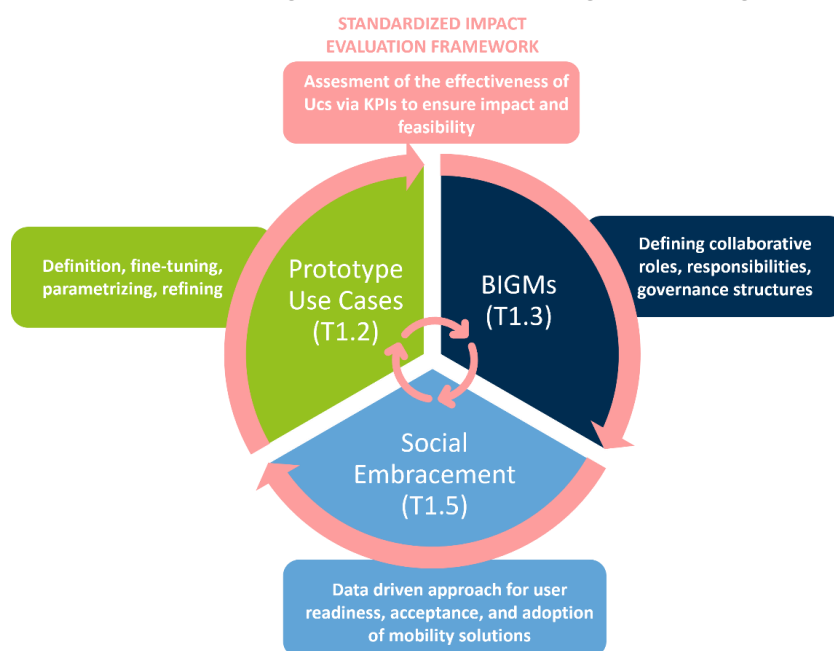 STANDARDIZED IMPACT
EVALUATION FRAMEWORK
Assesment of the effectiveness of
Ucs via KPIs to ensure impact and
feasibility
Definition, fine-tuning,
parametrizing, refining
Prototype
Use Cases
(T1.2)
BIGMs
(T1.3)
Defining collaborative
roles, responsibilities,
governance structures
Social
Embracement
(T1.5)
Data driven approach for user
readiness, acceptance, and adoption
of mobility solutions